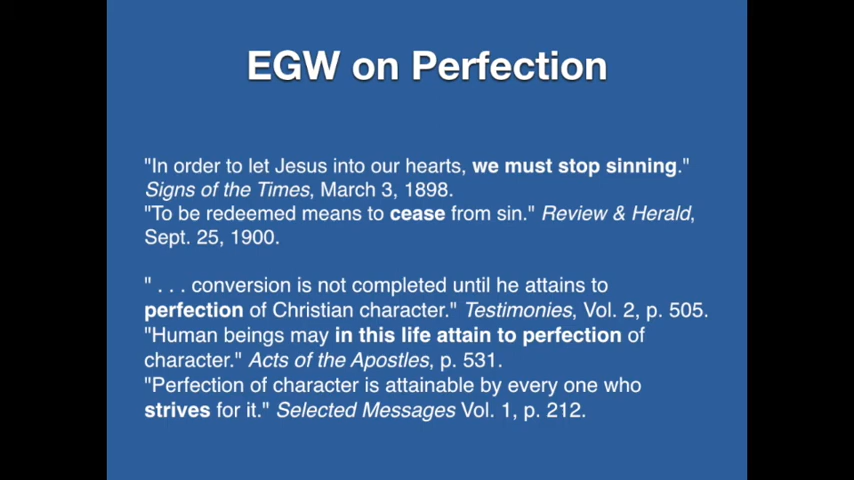 EGW on Perfection
"In order to let Jesus into our hearts, we must stop sinning."
Signs of the Times, March 3, 1898.
"To be redeemed means to cease from sin." Review & Herald,
Sept. 25, 1900.
" . . . conversion is not completed until he attains to
perfection of Christian character." Testimonies, Vol. 2, p. 505.
"Human beings may in this life attain to perfection of
character." Acts of the Apostles, p. 531.
"Perfection of character is attainable by every one who
strives for it." Selected Messages Vol. 1, p. 212.